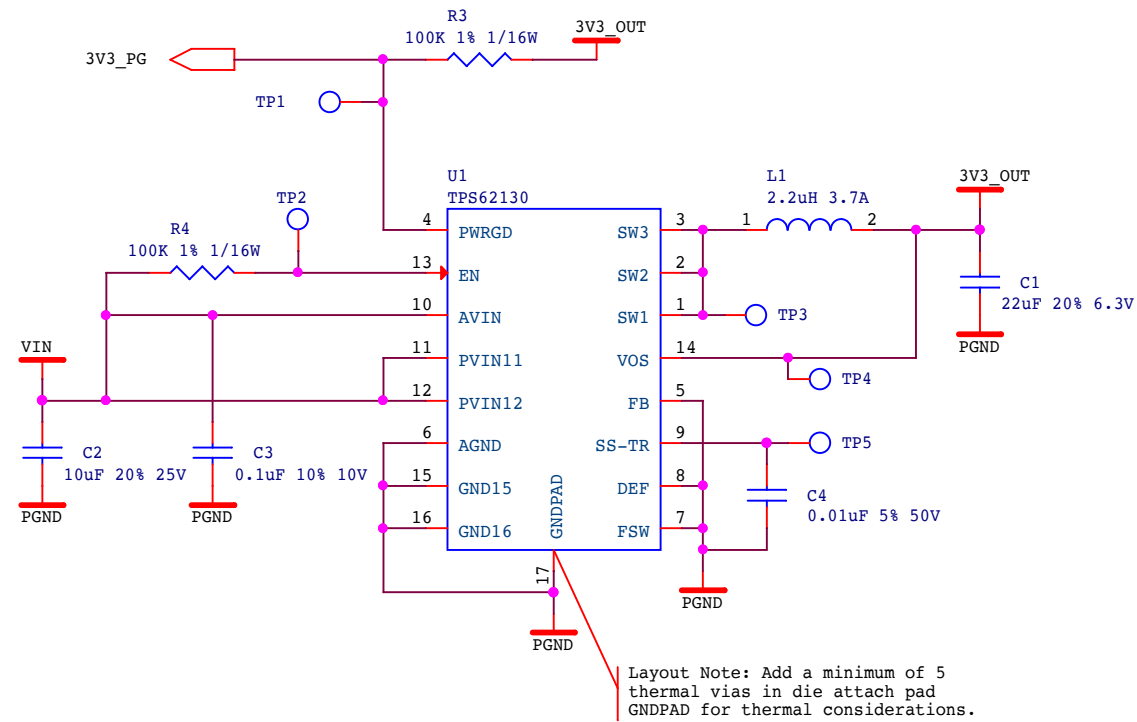 R3
100K 1% 1/16W
3V3_OUT
3V3_PG
TP1
U1
TPS62130
L1
2.2uH 3.7A
3V3_OUT
TP2
R4
100K 1% 1/16W
4 PWRGD SW3 3 1 2
13 EN SW2 2
C1
22uF 20% 6.3V
10 AVIN SW1 1 TP3
VIN
PGND
11 PVIN11 VOS 14
TP4
12 PVIN12 FB 5
6 AGND SS-TR 9 TP5
C2
10uF 20% 25V
C3
0.1uF 10% 10V
15 GND15 DEF 8
C4
0.01uF 5% 50V
PGND
PGND
16 GND16 GNDPAD FSW 7
17
PGND
PGND
Layout Note: Add a minimum of 5
thermal vias in die attach pad
GNDPAD for thermal considerations.